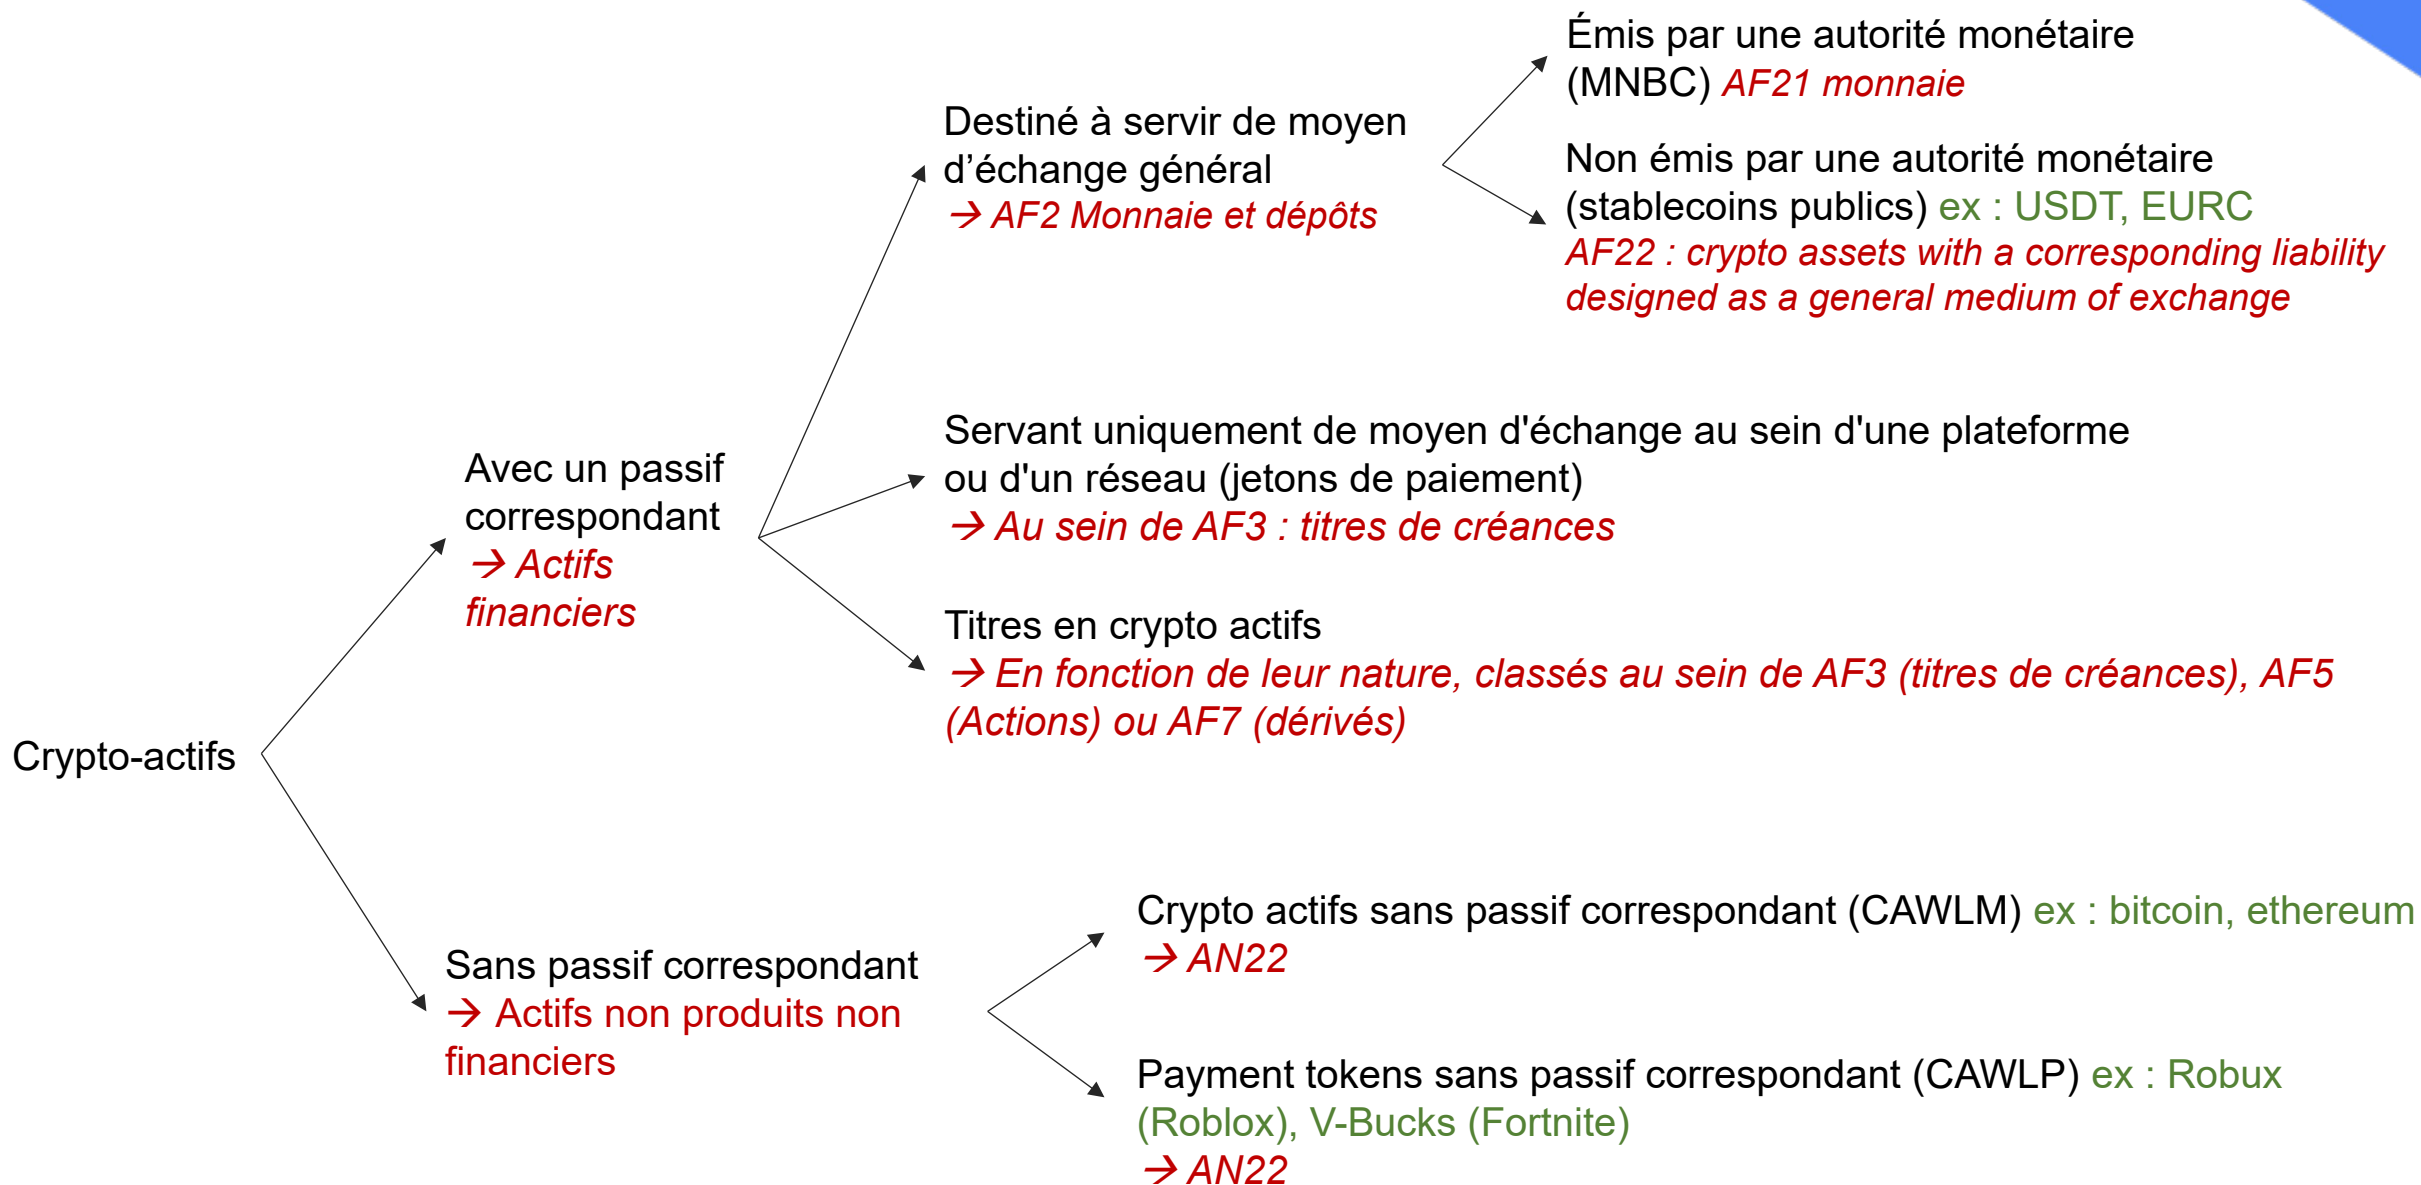 Émis par une autorité monétaire
(MNBC) AF21 monnaie
Destiné à servir de moyen
d’échange général
→ AF2 Monnaie et dépôts
Non émis par une autorité monétaire
(stablecoins publics) ex : USDT, EURC
AF22 : crypto assets with a corresponding liability
designed as a general medium of exchange
Avec un passif
correspondant
→ Actifs
financiers
Servant uniquement de moyen d'échange au sein d'une plateforme
ou d'un réseau (jetons de paiement)
→ Au sein de AF3 : titres de créances
Titres en crypto actifs
→ En fonction de leur nature, classés au sein de AF3 (titres de créances), AF5
(Actions) ou AF7 (dérivés)
Crypto-actifs
Sans passif correspondant
→ Actifs non produits non
financiers
Crypto actifs sans passif correspondant (CAWLM) ex : bitcoin, ethereum
→ AN22
Payment tokens sans passif correspondant (CAWLP) ex : Robux
(Roblox), V-Bucks (Fortnite)
→ AN22